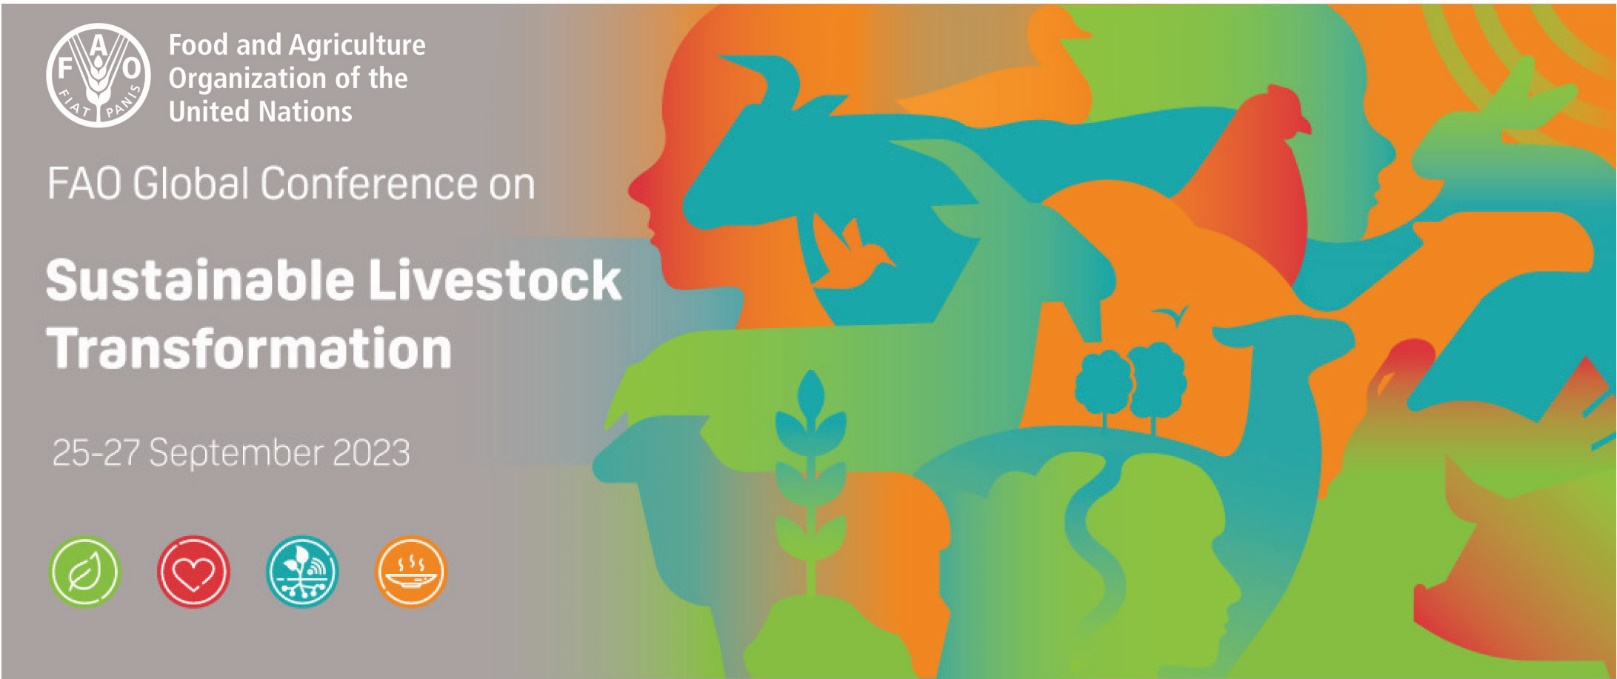 F A O
FIAT PANIS
Food and Agriculture
Organization of the
United Nations
FAO Global Conference on
Sustainable Livestock
Transformation
25-27 September 2023